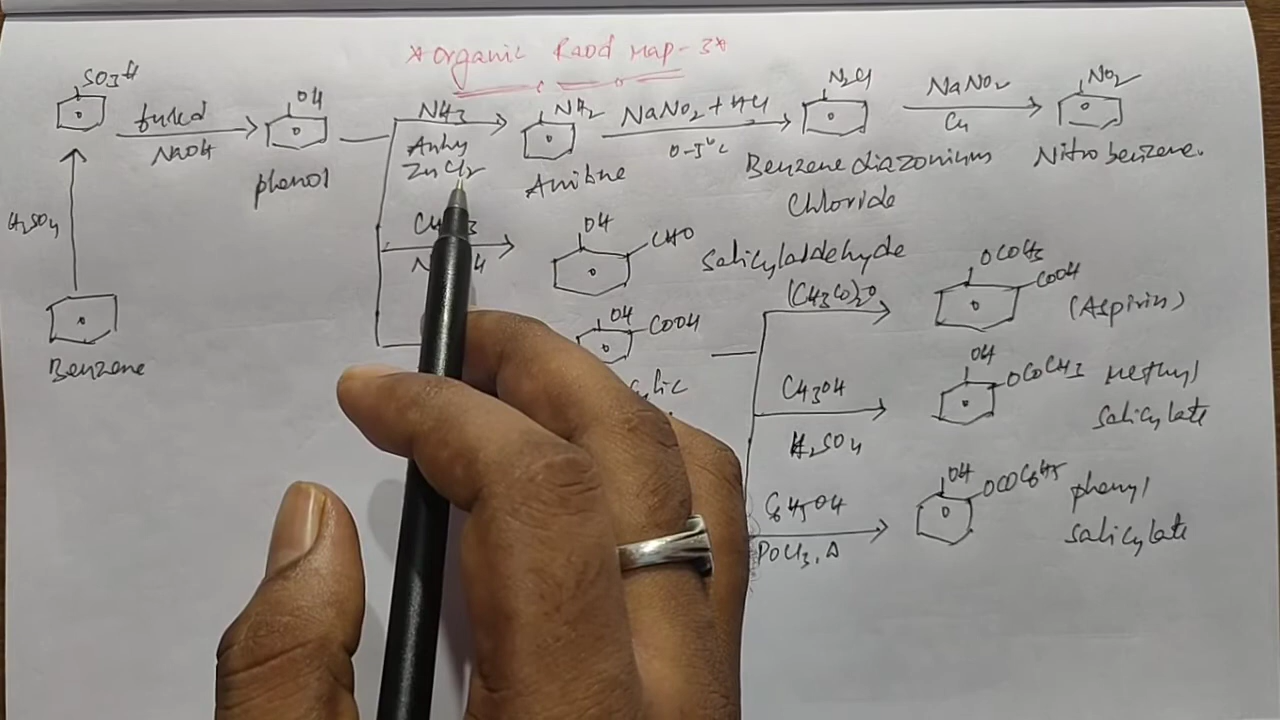 *Organic Raod Map-3*
SO3H
fused
NaOH
OH
phenol
NH3
Anhy
ZnCl2
NH2
Aniline
NaNO2 + HCl
0-5°C
N2Cl
Benzene diazonium
Chloride
NaNO2
Cu
NO2
Nitrobenzene.
H2SO4
Benzene
OH
CHO
Salicylaldehyde
OH
COOH
(CH3CO)2O
OCOCH3
COOH
(Aspirin)
CH3OH
H2SO4
OH
OCOCH3
Methyl
Salicylate
C6H5OH
POCl3, Δ
OH
OCOC6H5
phenyl
Salicylate